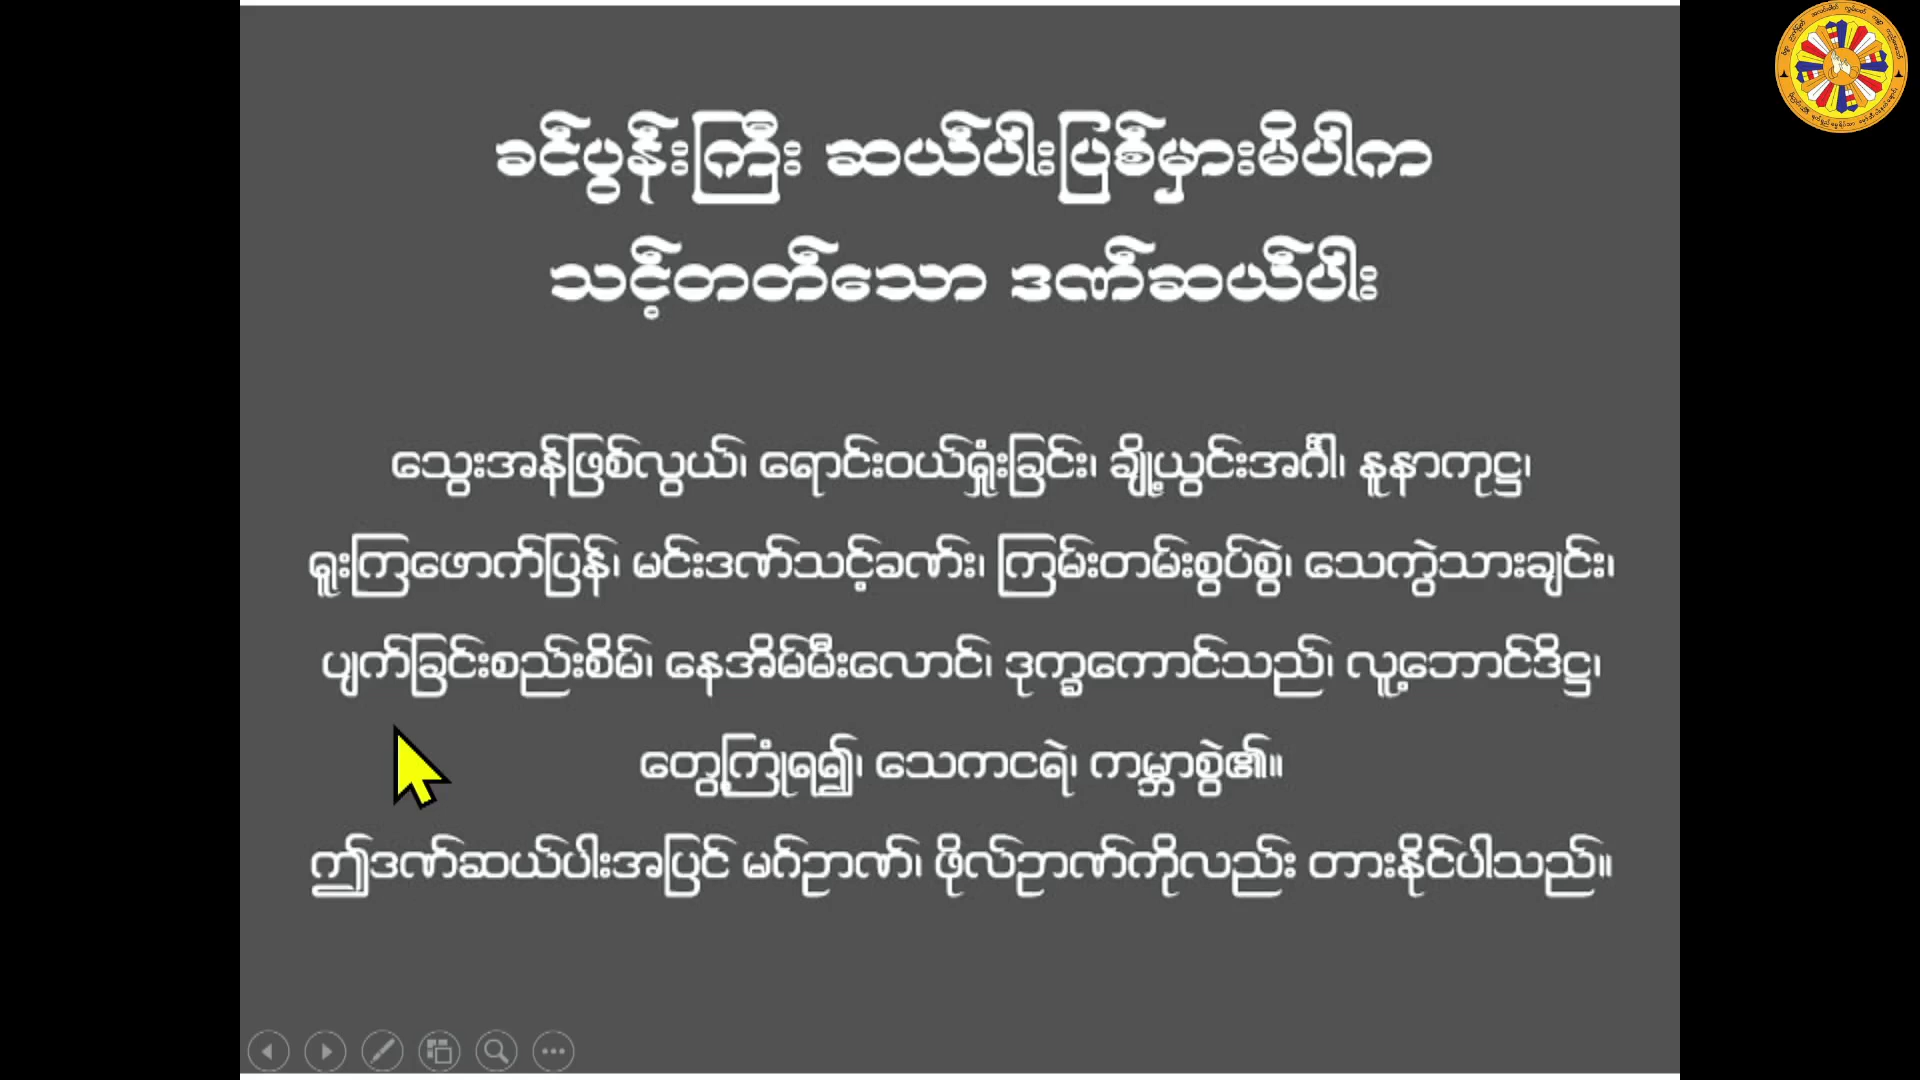 ခင်ပွန်းကြီး ဆယ်ပါးပြစ်မှားမိပါက
သင့်တတ်သော ဒဏ်ဆယ်ပါး
သွေးအန်ဖြစ်လွယ်၊ ရောင်းဝယ်ရှုံးခြင်း၊ ချို့ယွင်းအင်္ဂါ၊ နူနာကုဋ္ဌ၊
ရူးကြဖောက်ပြန်၊ မင်းဒဏ်သင့်ခဏ်း၊ ကြမ်းတမ်းစွပ်စွဲ၊ သေကွဲသားချင်း၊
ပျက်ခြင်းစည်းစိမ်၊ နေအိမ်မီးလောင်၊ ဒုက္ခကောင်သည်၊ လူ့ဘောင်ဒိဋ္ဌ၊
တွေ့ကြုံရ၍၊ သေကငရဲ၊ ကမ္ဘာစွဲ၏။
ဤဒဏ်ဆယ်ပါးအပြင် မဂ်ဉာဏ်၊ ဖိုလ်ဉာဏ်ကိုလည်း တားနိုင်ပါသည်။